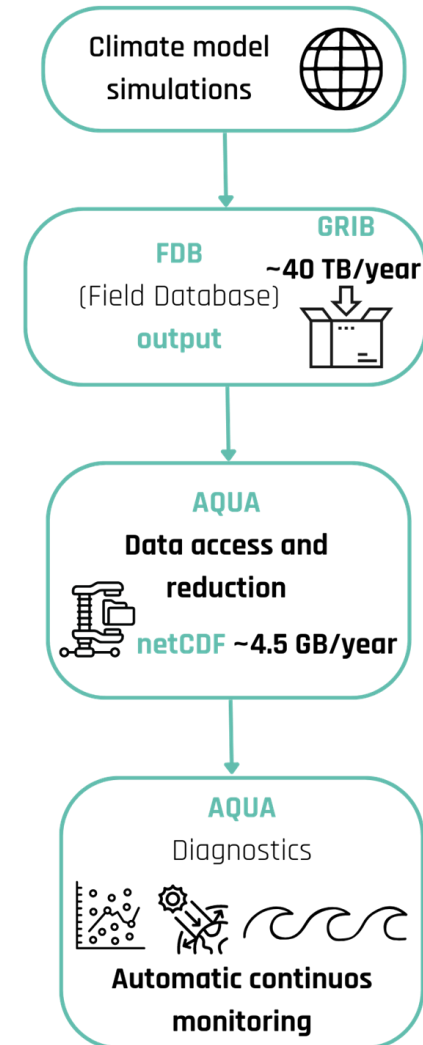 Climate model
simulations
GRIB
FDB
~40 TB/year
(Field Database)
output
AQUA
Data access and
reduction
netCDF ~4.5 GB/year
AQUA
Diagnostics
Automatic continuos
monitoring